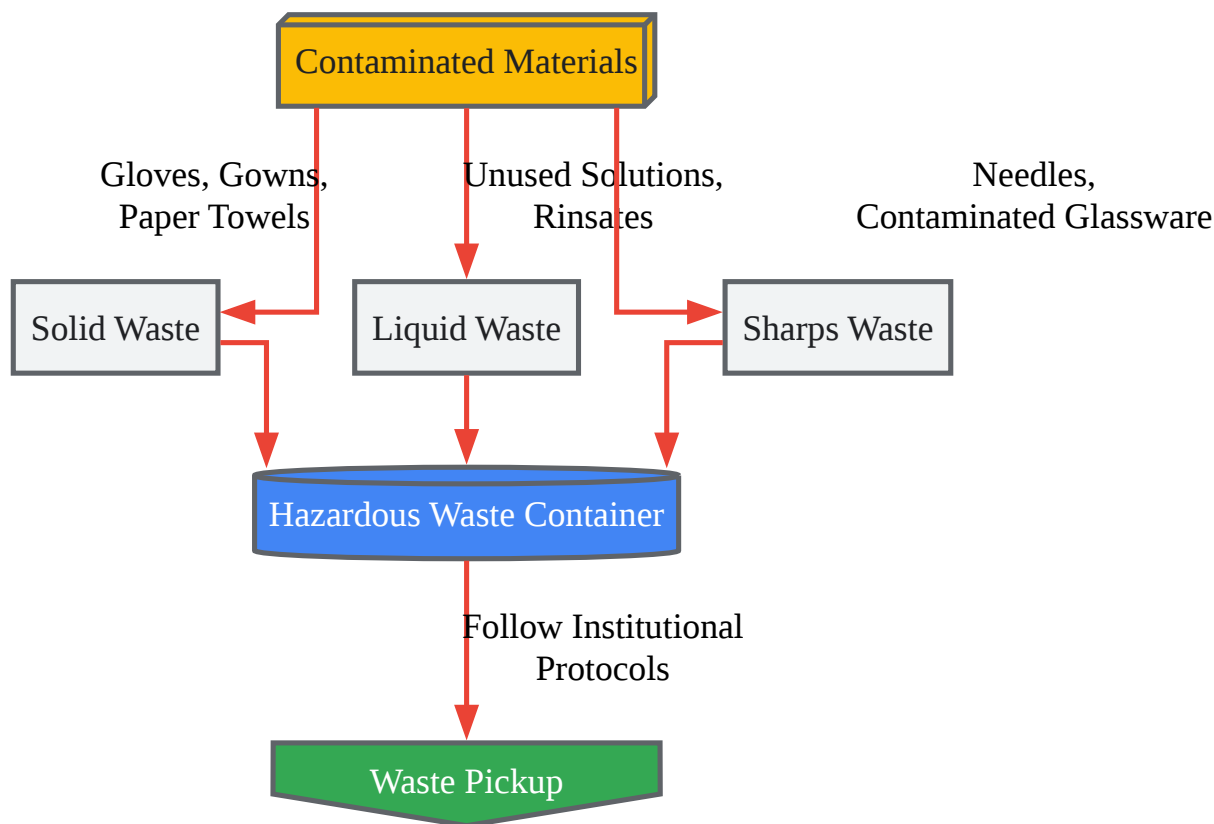 Contaminated Materials
Gloves, Gowns,
Paper Towels
Unused Solutions,
Rinsates
Needles,
Contaminated Glassware
Solid Waste
Liquid Waste
Sharps Waste
Hazardous Waste Container
Follow Institutional
Protocols
Waste Pickup